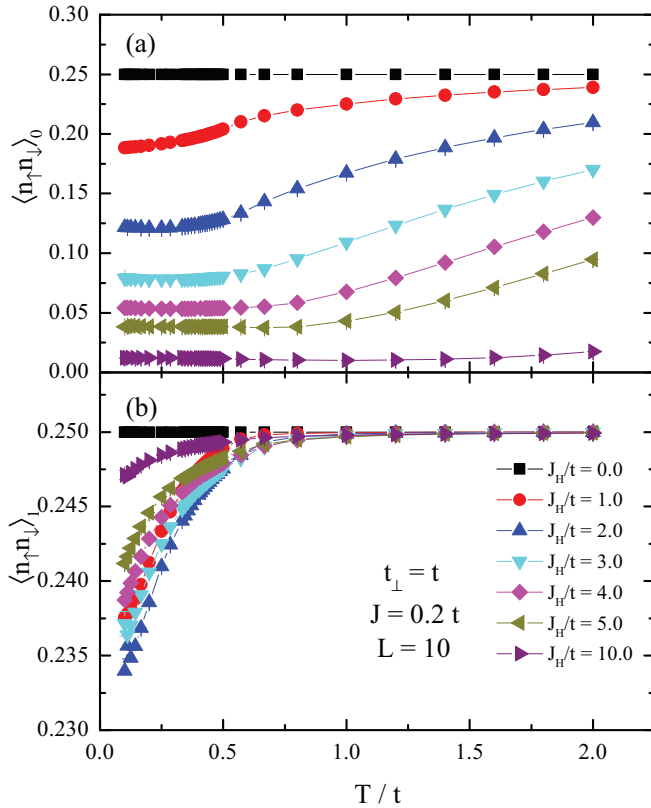 (a)
0.30
0.25
0.20
0.15
0.10
0.05
0.00
⟨n↑n↓⟩0
(b)
0.250
0.245
0.240
0.235
0.230
⟨n↑n↓⟩1
J_H/t = 0.0
J_H/t = 1.0
J_H/t = 2.0
J_H/t = 3.0
J_H/t = 4.0
J_H/t = 5.0
J_H/t = 10.0
t⊥ = t
J = 0.2 t
L = 10
0.0 0.5 1.0 1.5 2.0
T / t